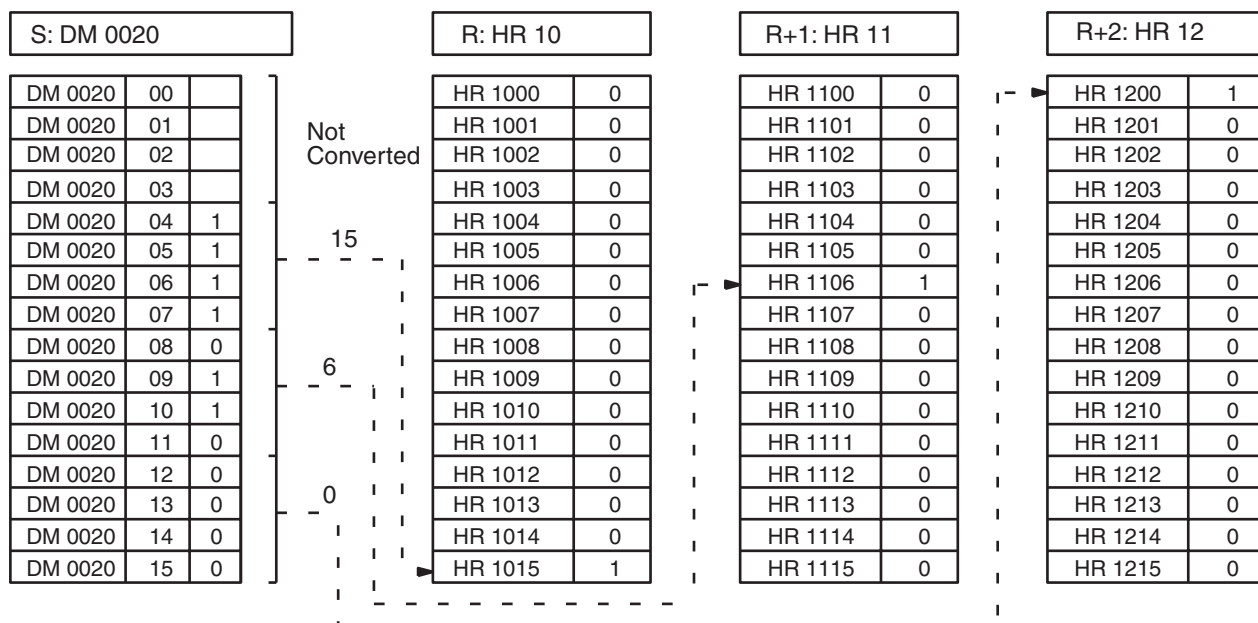 S: DM 0020
R: HR 10
R+1: HR 11
R+2: HR 12
DM 0020 00
DM 0020 01
DM 0020 02
DM 0020 03
DM 0020 04 1
DM 0020 05 1
DM 0020 06 1
DM 0020 07 1
DM 0020 08 0
DM 0020 09 1
DM 0020 10 1
DM 0020 11 0
DM 0020 12 0
DM 0020 13 0
DM 0020 14 0
DM 0020 15 0
Not
Converted
15
6
0
HR 1000 0
HR 1001 0
HR 1002 0
HR 1003 0
HR 1004 0
HR 1005 0
HR 1006 0
HR 1007 0
HR 1008 0
HR 1009 0
HR 1010 0
HR 1011 0
HR 1012 0
HR 1013 0
HR 1014 0
HR 1015 1
HR 1100 0
HR 1101 0
HR 1102 0
HR 1103 0
HR 1104 0
HR 1105 0
HR 1106 1
HR 1107 0
HR 1108 0
HR 1109 0
HR 1110 0
HR 1111 0
HR 1112 0
HR 1113 0
HR 1114 0
HR 1115 0
HR 1200 1
HR 1201 0
HR 1202 0
HR 1203 0
HR 1204 0
HR 1205 0
HR 1206 0
HR 1207 0
HR 1208 0
HR 1209 0
HR 1210 0
HR 1211 0
HR 1212 0
HR 1213 0
HR 1214 0
HR 1215 0